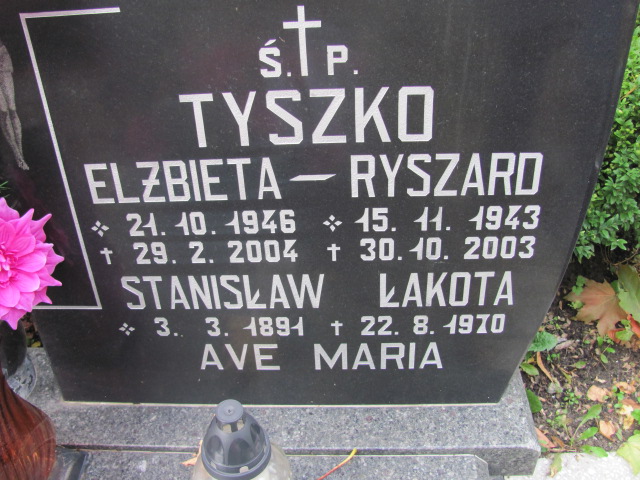 Ś. P.
TYSZKO
ELŻBIETA — RYSZARD
21. 10. 1946 15. 11. 1943
† 29. 2. 2004 † 30. 10. 2003
STANISŁAW ŁAKOTA
3. 3. 1891 † 22. 8. 1970
AVE MARIA